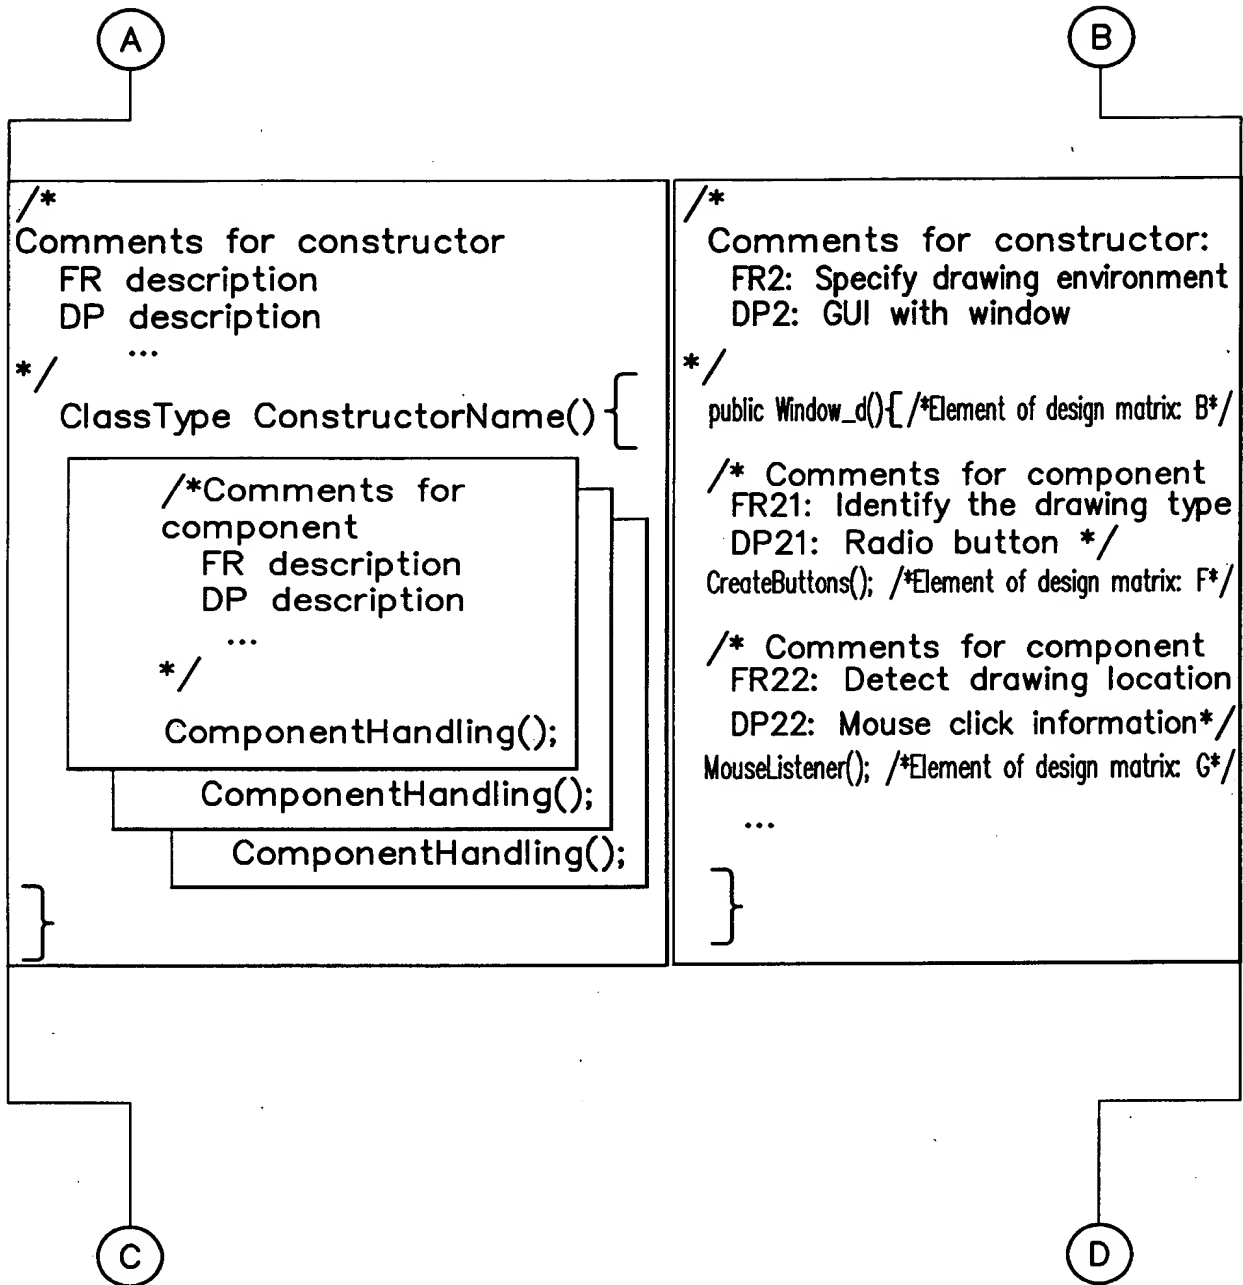 A
B
/*
Comments for constructor
FR description
DP description
...
*/
ClassType ConstructorName() {
/*Comments for
component
FR description
DP description
...
*/
ComponentHandling();
ComponentHandling();
ComponentHandling();
}
/*
Comments for constructor:
FR2: Specify drawing environment
DP2: GUI with window
*/
public Window_d(){ /*Element of design matrix: B*/
/* Comments for component
FR21: Identify the drawing type
DP21: Radio button */
CreateButtons(); /*Element of design matrix: F*/
/* Comments for component
FR22: Detect drawing location
DP22: Mouse click information*/
MouseListener(); /*Element of design matrix: G*/
...
}
C
D